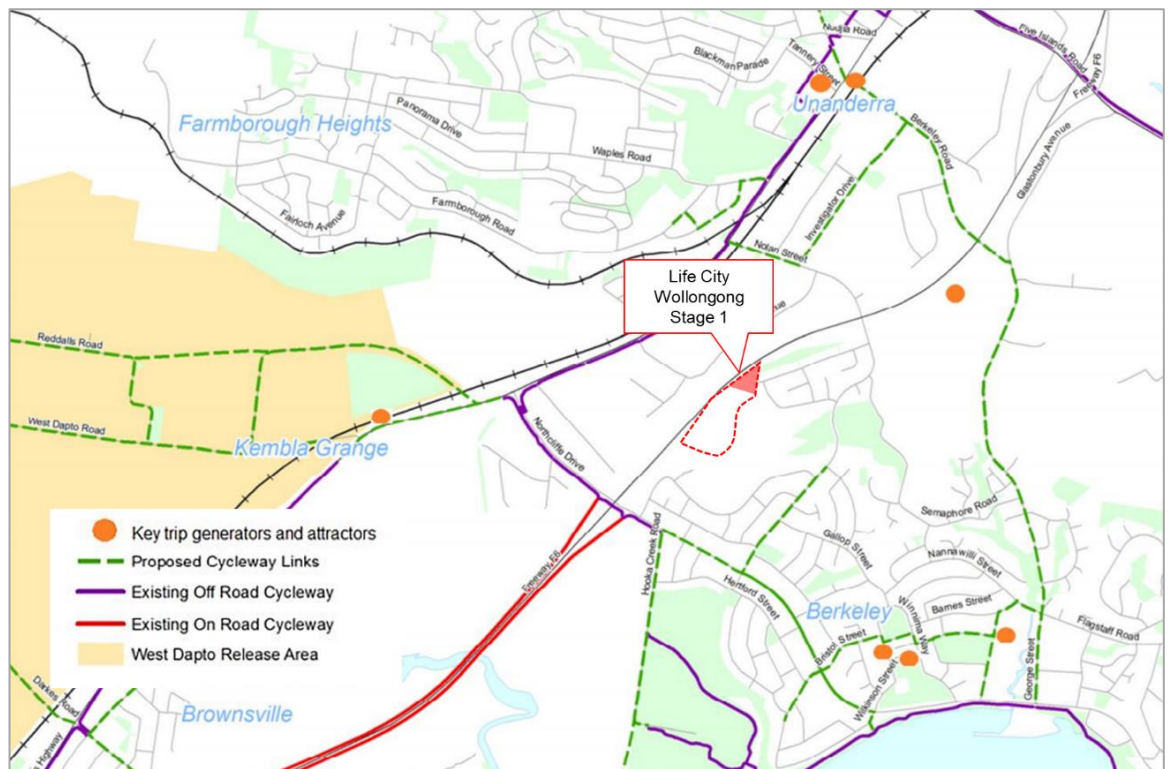 Nudjia Road
Five Islands Road
Tannery Street
Blackman Parade
Freeway F6
Unanderra
Farmborough Heights
Panorama Drive
Berkeley Road
Glastonbury Avenue
Waples Road
Investigator Drive
Fairloch Avenue
Farmborough Road
Nolan Street
Life City
Wollongong
Stage 1
Reddalls Road
West Dapto Road
Kembla Grange
Northcliffe Drive
Semaphore Road
Gallop Street
Nannawilli Street
Hooka Creek Road
Freeway F6
Hertford Street
Berkeley
Winnima Way
Barnes Street
Flagstaff Road
Bristol Street
Wilkinson Street
George Street
Key trip generators and attractors
Proposed Cycleway Links
Existing Off Road Cycleway
Existing On Road Cycleway
West Dapto Release Area
Darkes Road
Brownsville
Highway